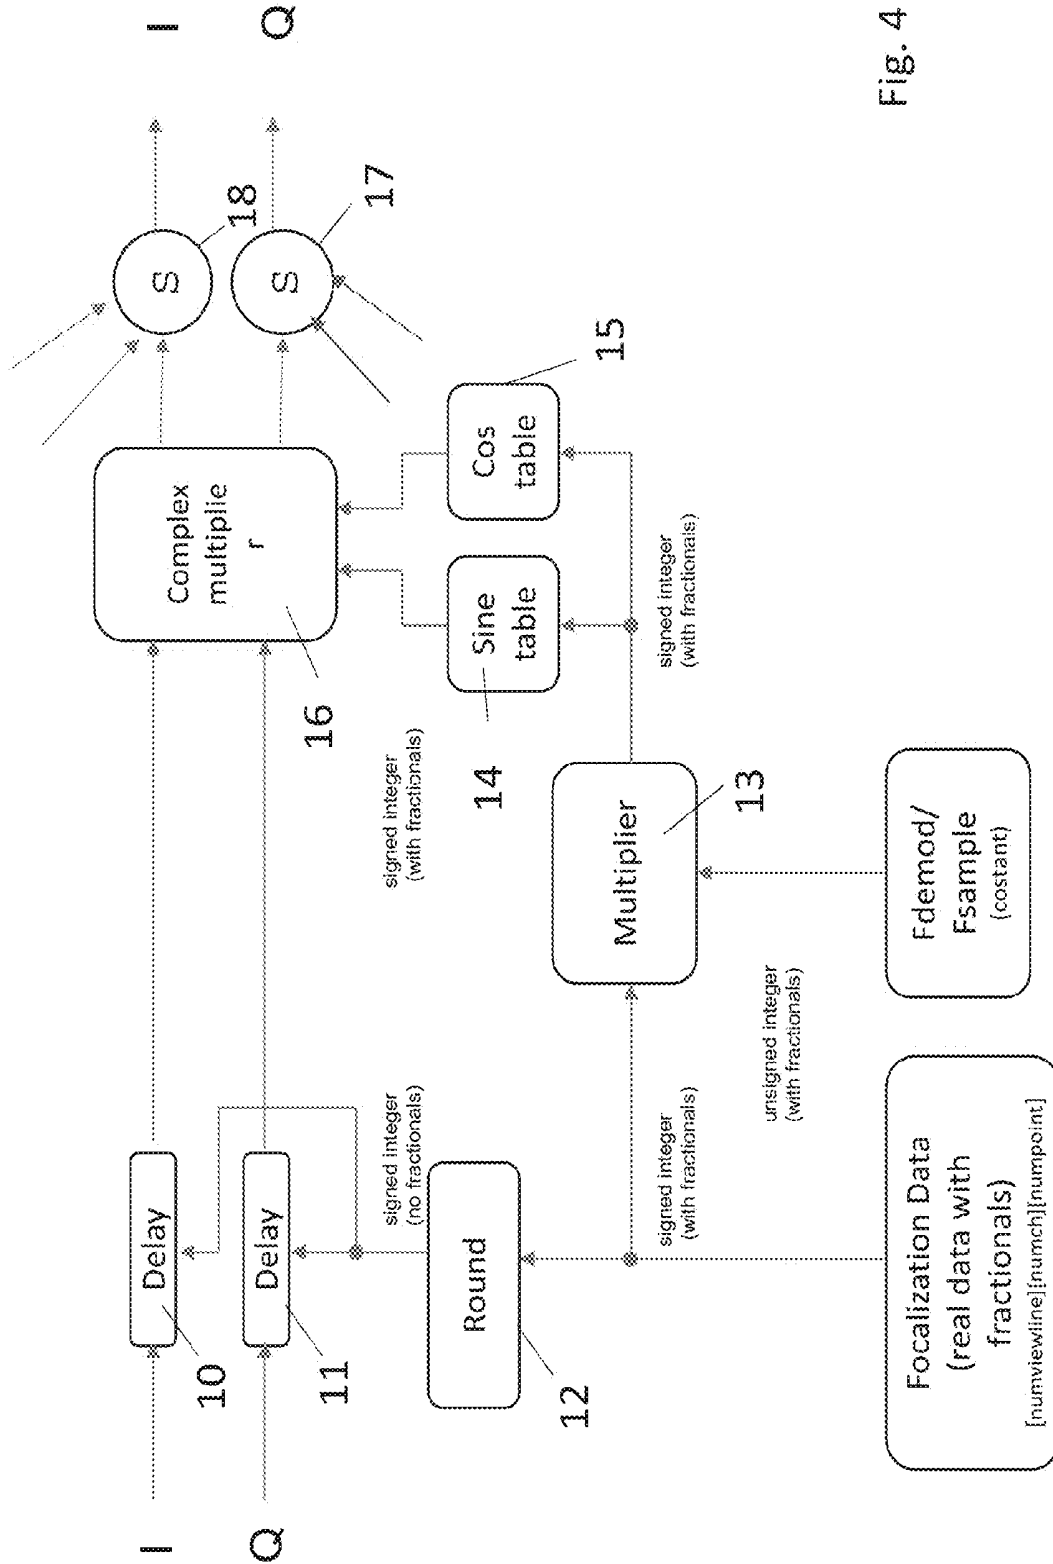 I
Q
Delay
10
Delay
11
Round
12
signed integer
(no fractionals)
Complex
multiplie
r
16
S
18
S
17
I
Q
signed integer
(with fractionals)
Sine
table
14
Cos
table
15
signed integer
(with fractionals)
signed integer
(with fractionals)
Multiplier
13
unsigned integer
(with fractionals)
Focalization Data
(real data with
fractionals)
[numviewline][numch][numpoint]
Fdemod/
Fsample
(costant)
Fig. 4